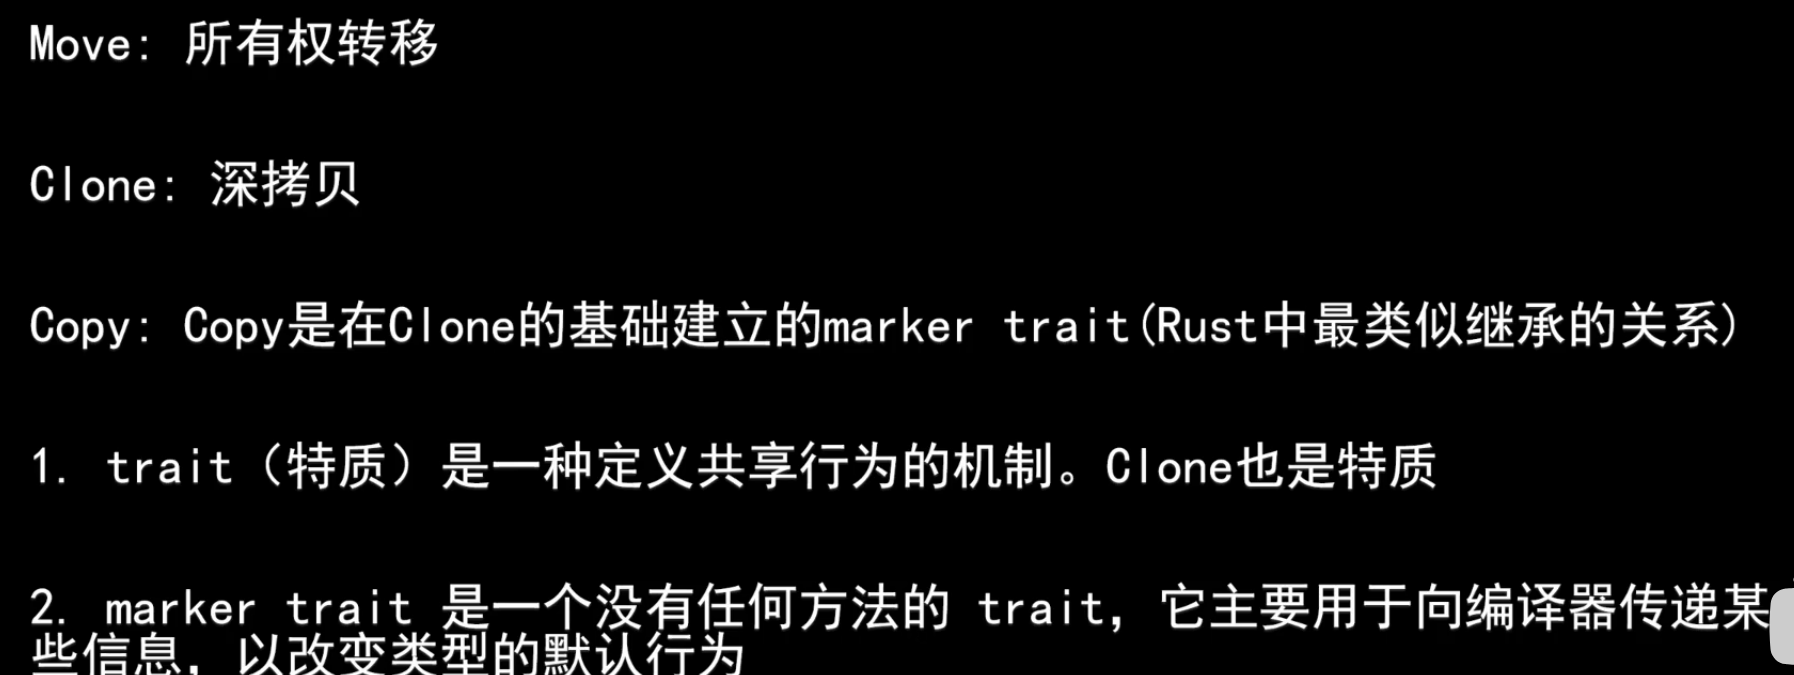 Move: 所有权转移
Clone: 深拷贝
Copy: Copy是在Clone的基础建立的marker trait(Rust中最类似继承的关系)
1. trait（特质）是一种定义共享行为的机制。Clone也是特质
2. marker trait 是一个没有任何方法的 trait，它主要用于向编译器传递某
些信息，以改变类型的默认行为